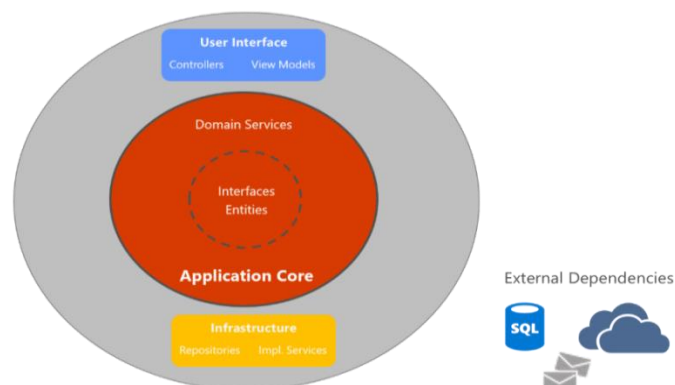 User Interface
Controllers View Models
Domain Services
Interfaces
Entities
Application Core
Infrastructure
Repositories Impl. Services
External Dependencies
SQL